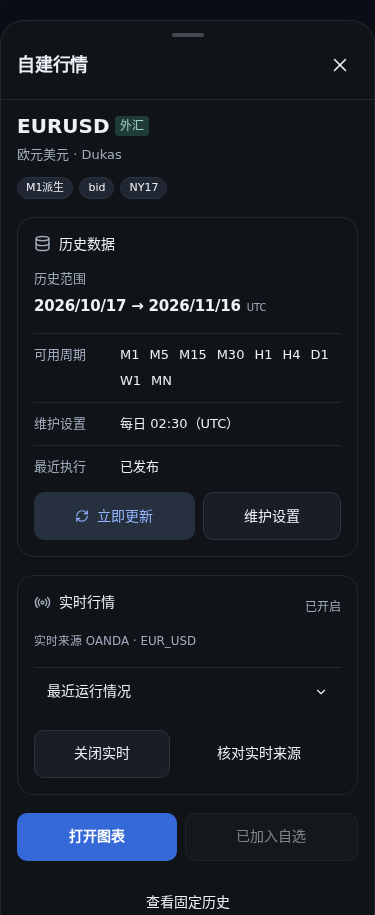 自建行情
EURUSD 外汇
欧元美元 · Dukas
M1派生 bid NY17
历史数据
历史范围
2026/10/17 → 2026/11/16 UTC
可用周期 M1 M5 M15 M30 H1 H4 D1
W1 MN
维护设置 每日 02:30（UTC）
最近执行 已发布
立即更新 维护设置
实时行情 已开启
实时来源 OANDA · EUR_USD
最近运行情况
关闭实时 核对实时来源
打开图表 已加入自选
查看固定历史